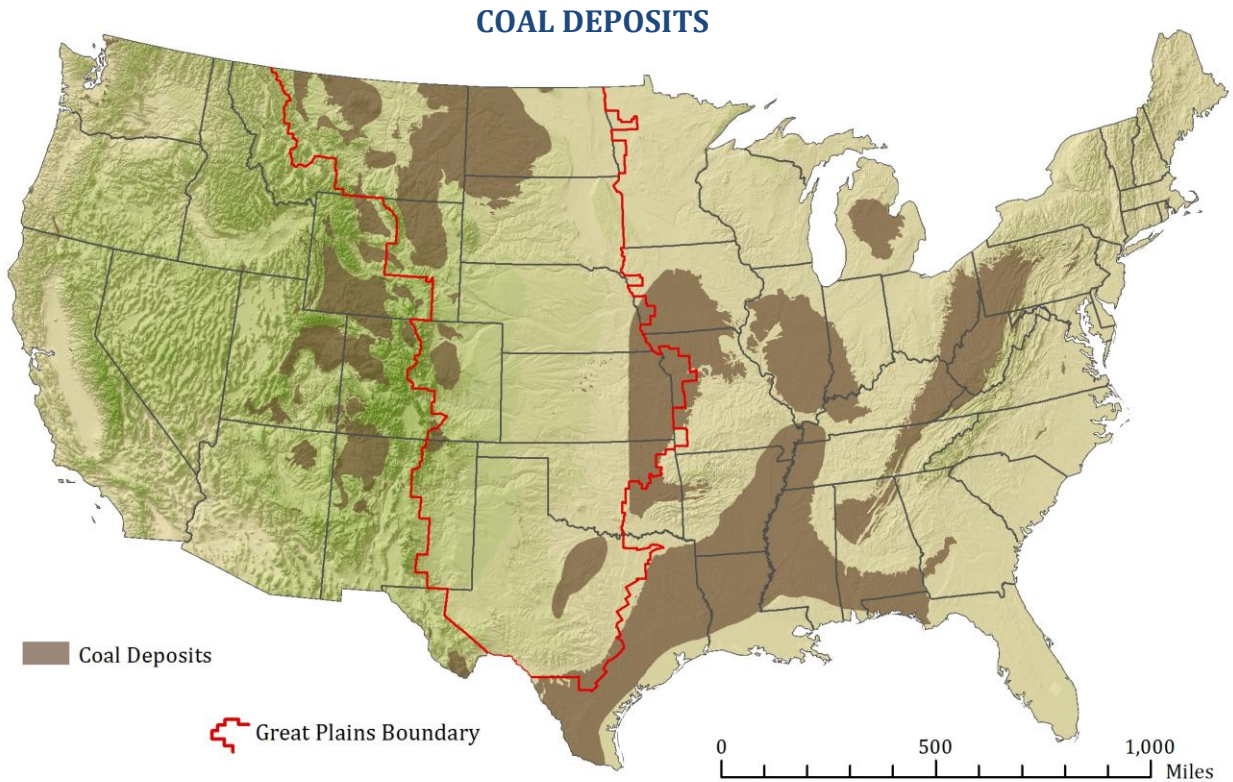 COAL DEPOSITS
Coal Deposits
Great Plains Boundary
0 500 1,000
Miles